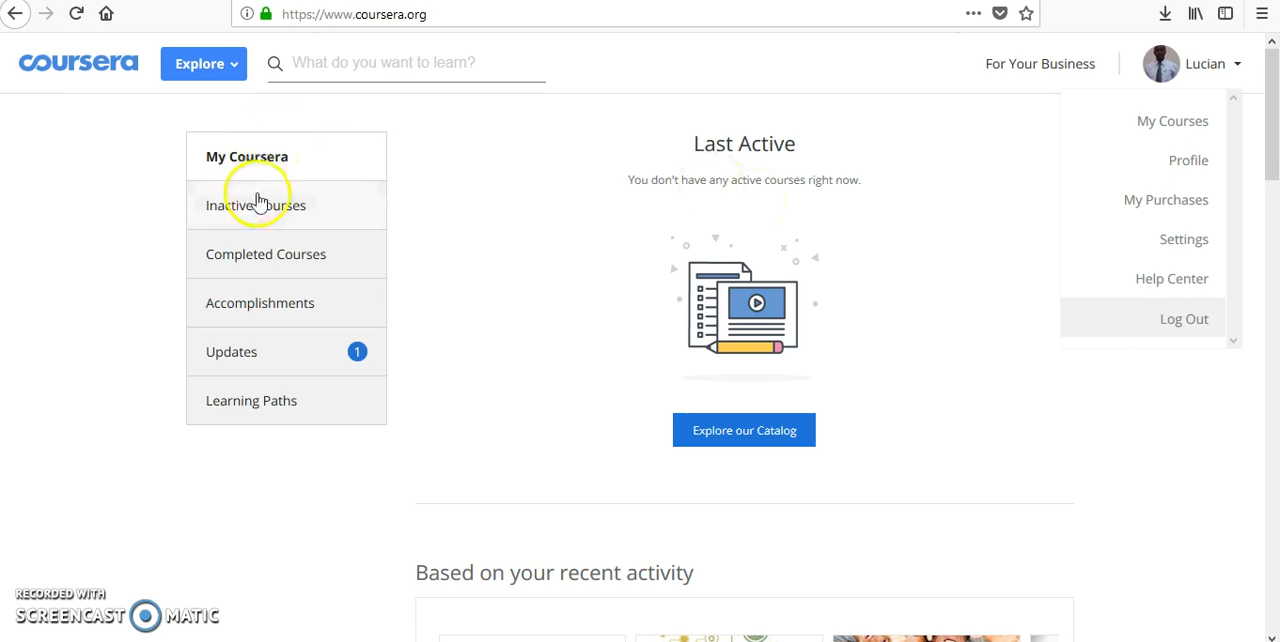 https://www.coursera.org
coursera
Explore
What do you want to learn?
For Your Business
Lucian
My Courses
Profile
My Purchases
Settings
Help Center
Log Out
My Coursera
Inactive Courses
Completed Courses
Accomplishments
Updates 1
Learning Paths
Last Active
You don't have any active courses right now.
Explore our Catalog
Based on your recent activity
RECORDED WITH
SCREENCAST MATIC